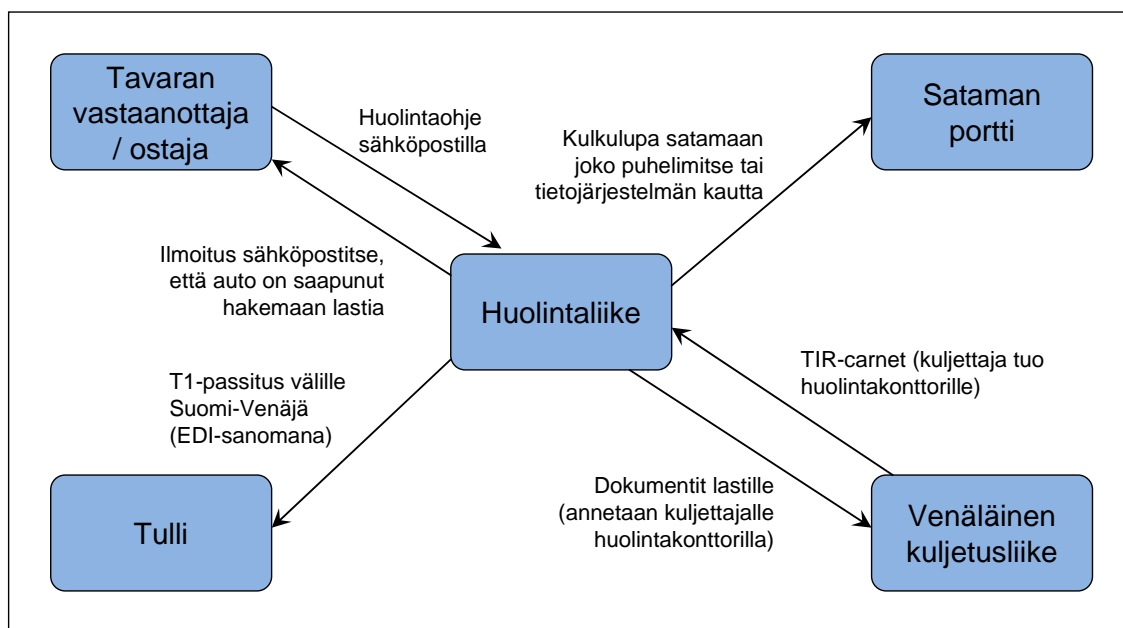 Tavaran
vastaanottaja
/ ostaja
Huolintaohje
sähköpostilla
Kulkulupa satamaan
joko puhelimitse tai
tietojärjestelmän kautta
Sataman
portti
Ilmoitus sähköpostitse,
että auto on saapunut
hakemaan lastia
Huolintaliike
T1-passitus välille
Suomi-Venäjä
(EDI-sanomana)
TIR-carnet (kuljettaja tuo
huolintakonttorille)
Tulli
Dokumentit lastille
(annetaan kuljettajalle
huolintakonttorilla)
Venäläinen
kuljetusliike